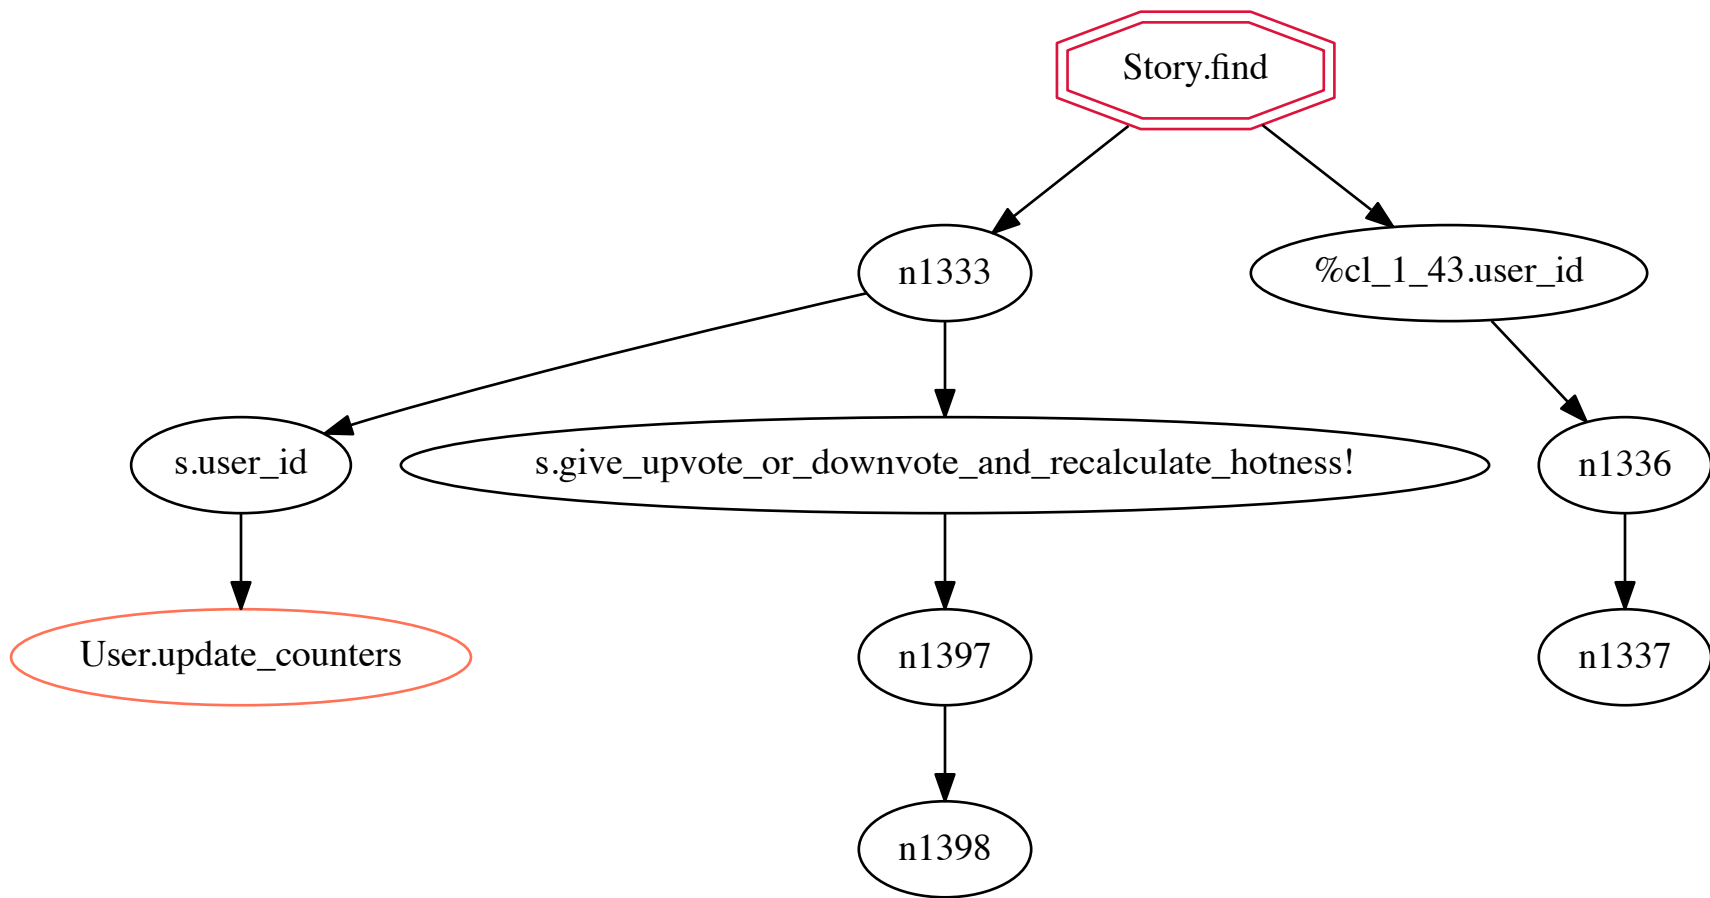 Story.find
n1333
%cl_1_43.user_id
s.user_id
s.give_upvote_or_downvote_and_recalculate_hotness!
n1336
User.update_counters
n1397
n1337
n1398